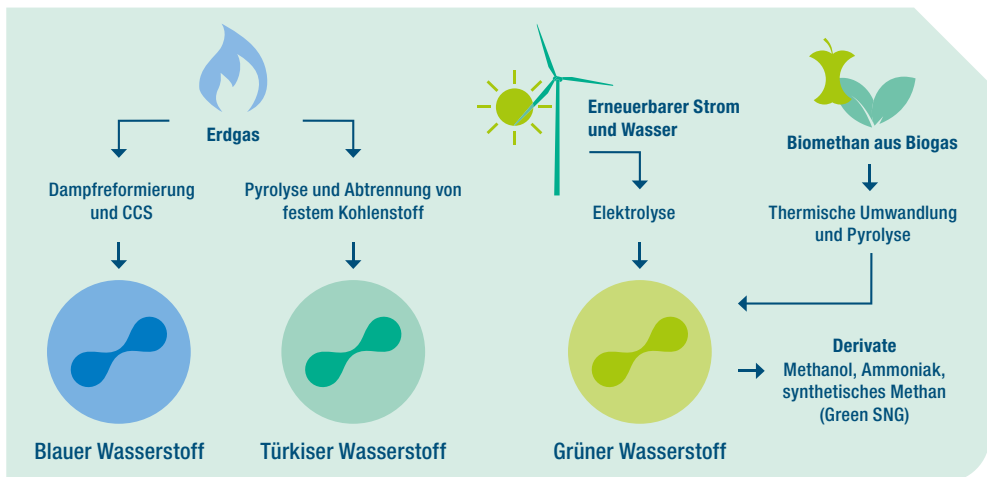 Erdgas
Dampfreformierung
und CCS
Blauer Wasserstoff
Pyrolyse und Abtrennung von
festem Kohlenstoff
Türkiser Wasserstoff
Erneuerbarer Strom
und Wasser
Elektrolyse
Grüner Wasserstoff
Biomethan aus Biogas
Thermische Umwandlung
und Pyrolyse
Derivate
Methanol, Ammoniak,
synthetisches Methan
(Green SNG)